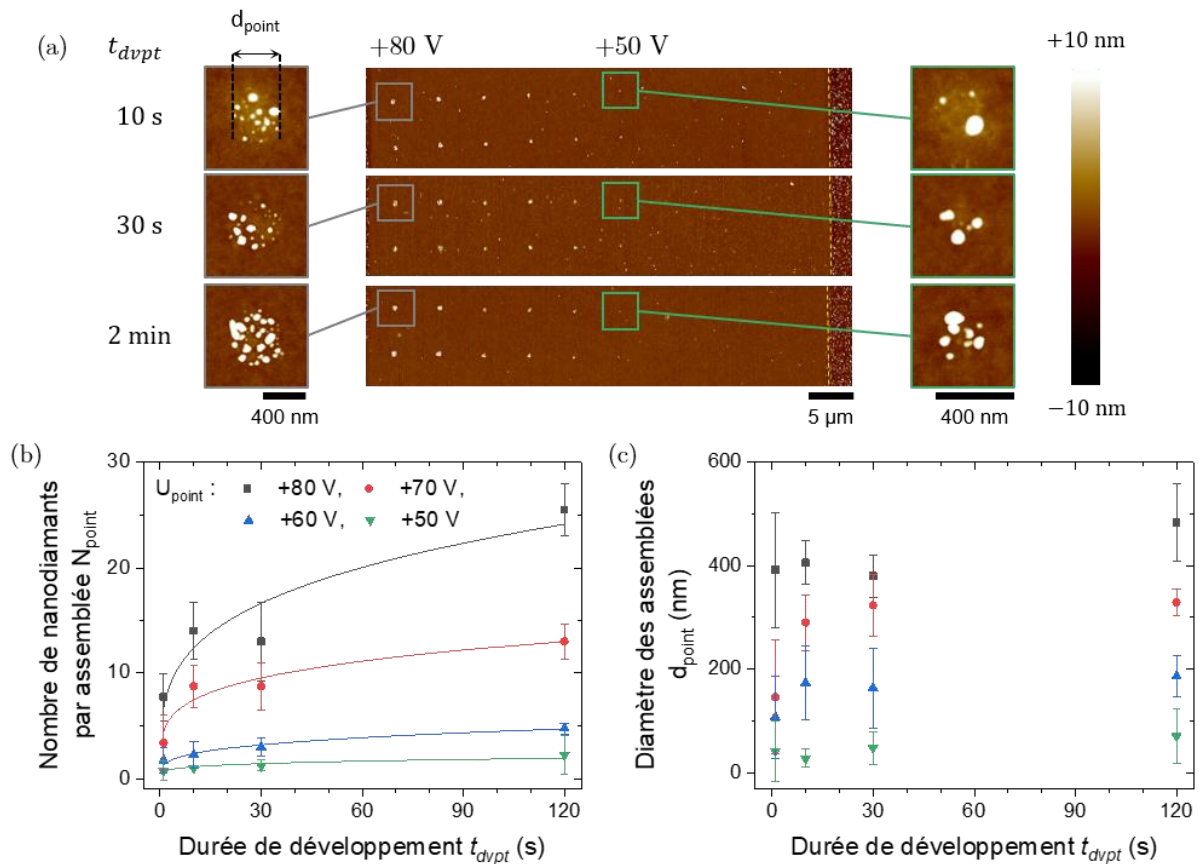 (a)
t_dvpt
d_point
+80 V
+50 V
+10 nm
10 s
30 s
2 min
400 nm
5 µm
400 nm
−10 nm
(b)
Nombre de nanodiamants
par assemblée N_point
30
20
10
0
U_point :
+80 V,
+70 V,
+60 V,
+50 V
0
30
60
90
120
Durée de développement t_dvpt (s)
(c)
Diamètre des assemblées
d_point (nm)
600
400
200
0
0
30
60
90
120
Durée de développement t_dvpt (s)